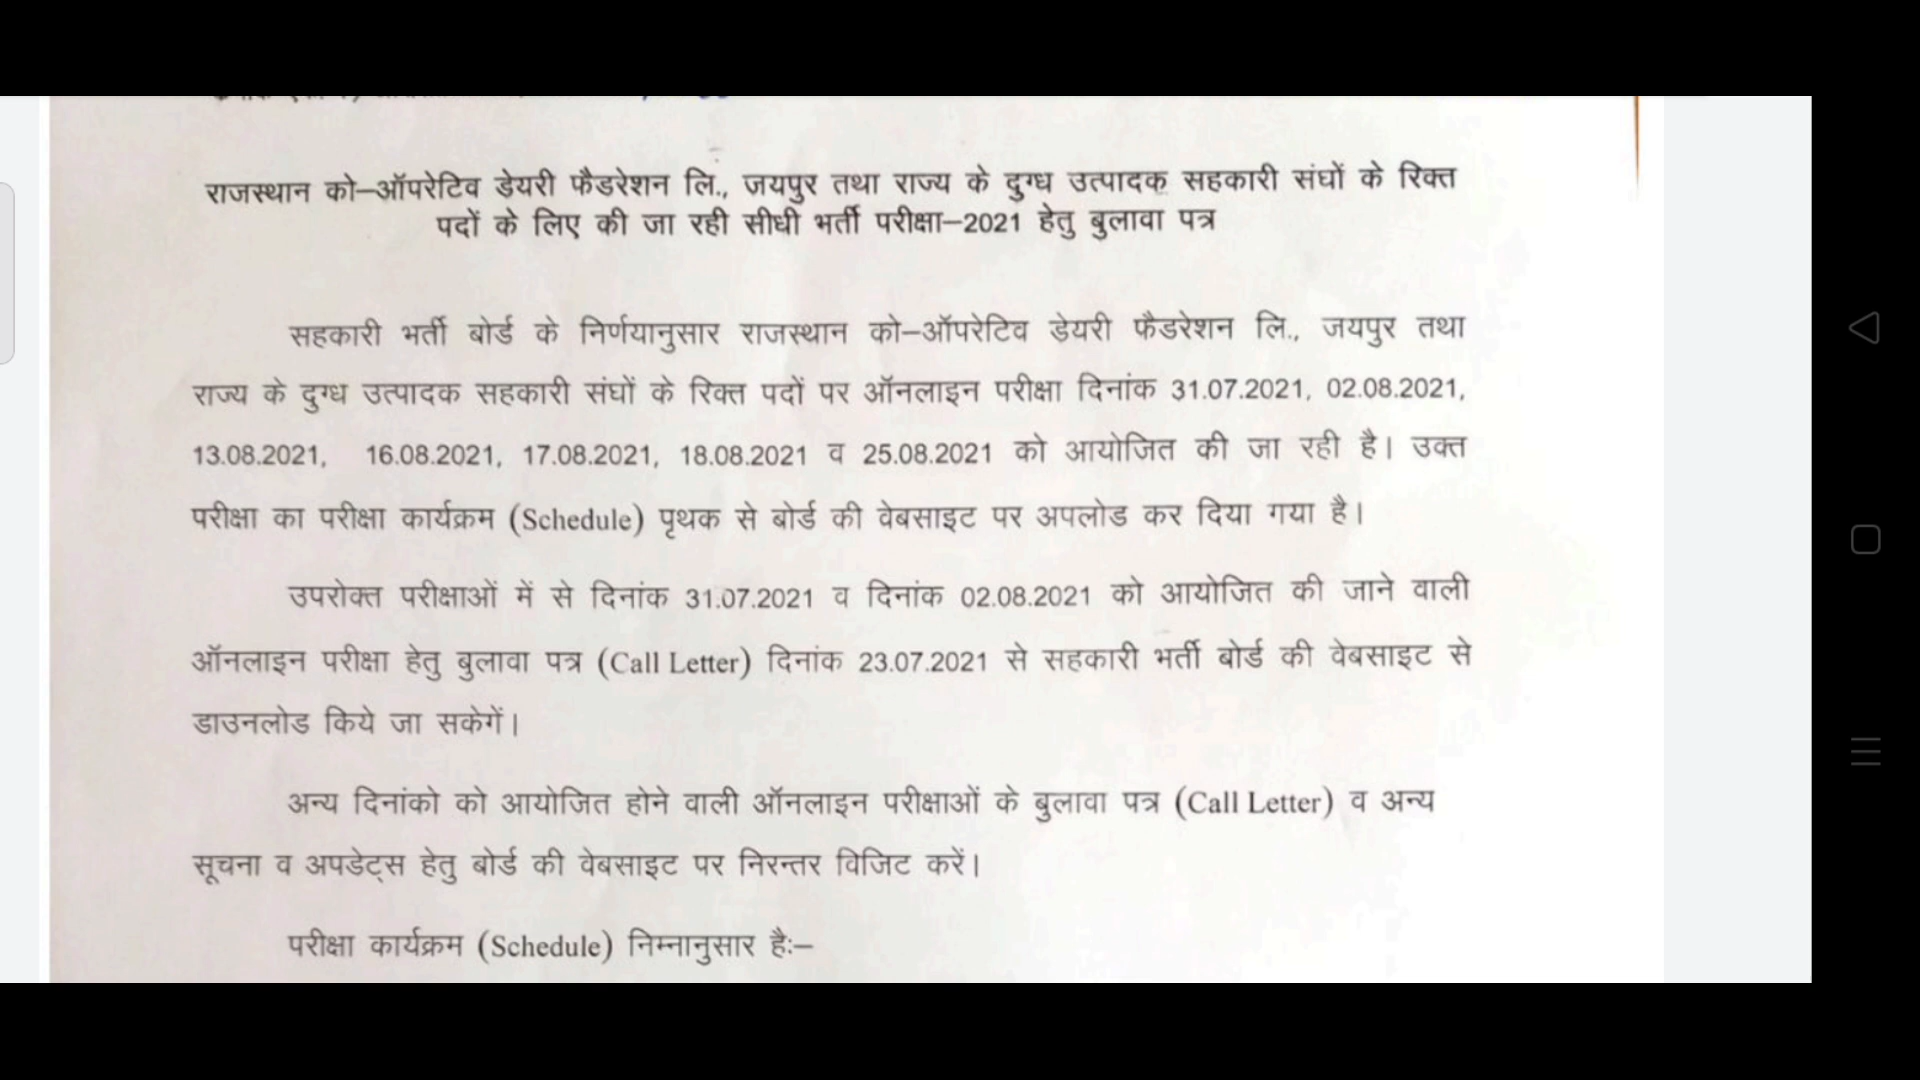 राजस्थान को–ऑपरेटिव डेयरी फैडरेशन लि., जयपुर तथा राज्य के दुग्ध उत्पादक सहकारी संघों के रिक्त
पदों के लिए की जा रही सीधी भर्ती परीक्षा–2021 हेतु बुलावा पत्र
सहकारी भर्ती बोर्ड के निर्णयानुसार राजस्थान को–ऑपरेटिव डेयरी फैडरेशन लि., जयपुर तथा
राज्य के दुग्ध उत्पादक सहकारी संघों के रिक्त पदों पर ऑनलाइन परीक्षा दिनांक 31.07.2021, 02.08.2021,
13.08.2021, 16.08.2021, 17.08.2021, 18.08.2021 व 25.08.2021 को आयोजित की जा रही है। उक्त
परीक्षा का परीक्षा कार्यक्रम (Schedule) पृथक से बोर्ड की वेबसाइट पर अपलोड कर दिया गया है।
उपरोक्त परीक्षाओं में से दिनांक 31.07.2021 व दिनांक 02.08.2021 को आयोजित की जाने वाली
ऑनलाइन परीक्षा हेतु बुलावा पत्र (Call Letter) दिनांक 23.07.2021 से सहकारी भर्ती बोर्ड की वेबसाइट से
डाउनलोड किये जा सकेगें।
अन्य दिनांको को आयोजित होने वाली ऑनलाइन परीक्षाओं के बुलावा पत्र (Call Letter) व अन्य
सूचना व अपडेट्स हेतु बोर्ड की वेबसाइट पर निरन्तर विजिट करें।
परीक्षा कार्यक्रम (Schedule) निम्नानुसार है:–